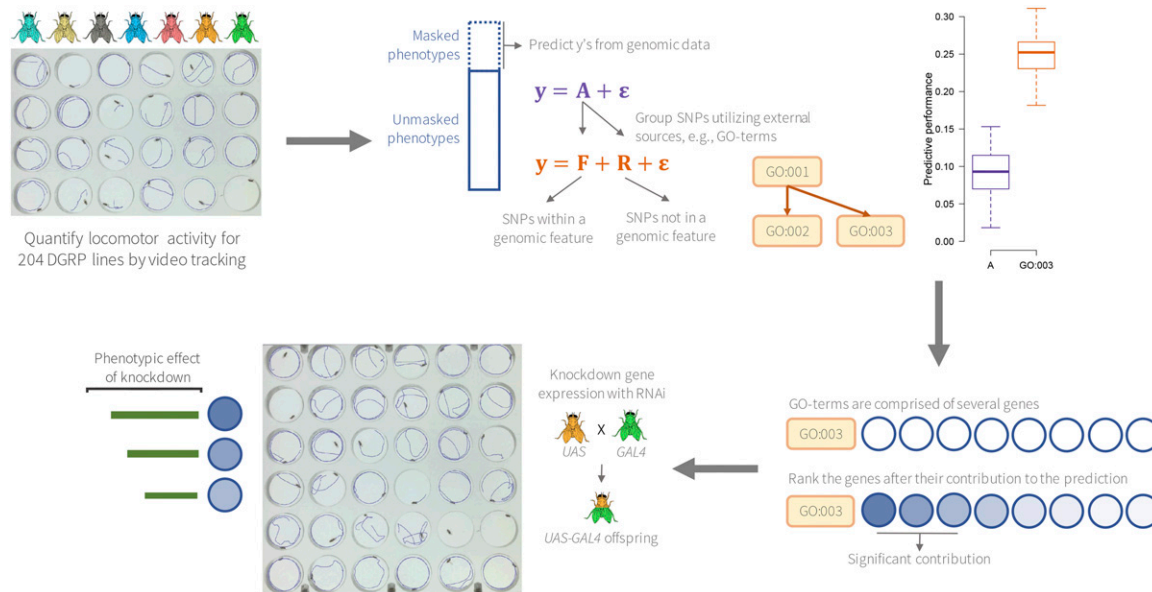 Quantify locomotor activity for
204 DGRP lines by video tracking
Masked
phenotypes
Predict y's from genomic data
Unmasked
phenotypes
y = A + ε
Group SNPs utilizing external
sources, e.g., GO-terms
y = F + R + ε
SNPs within a
genomic feature
SNPs not in a
genomic feature
GO:001
GO:002
GO:003
Predictive performance
0.30
0.25
0.20
0.15
0.10
0.05
0.00
A
GO:003
GO-terms are comprised of several genes
GO:003
Rank the genes after their contribution to the prediction
GO:003
Significant contribution
Knockdown gene
expression with RNAi
X
UAS
GAL4
UAS-GAL4 offspring
Phenotypic effect
of knockdown